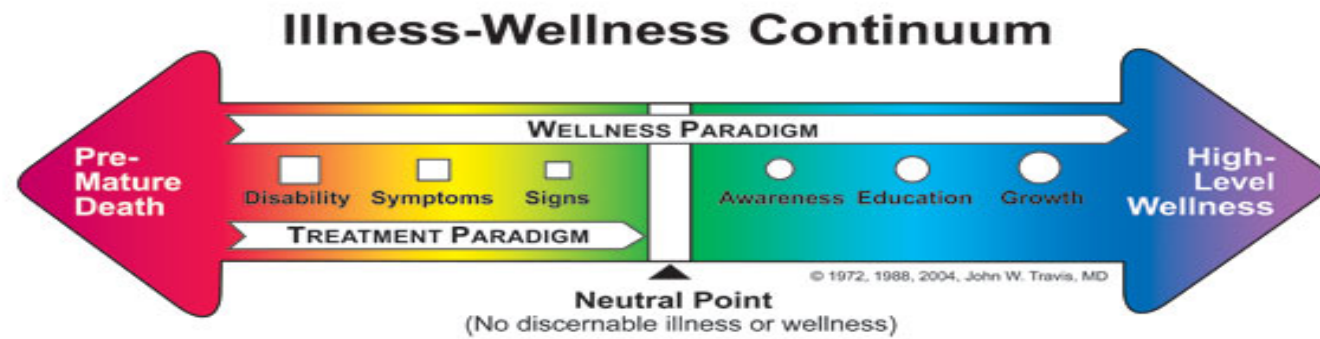 Illness-Wellness Continuum
WELLNESS PARADIGM
Pre-
Mature
Death
Disability Symptoms Signs
Awareness Education Growth
High-
Level
Wellness
TREATMENT PARADIGM
© 1972, 1988, 2004, John W. Travis, MD
Neutral Point
(No discernable illness or wellness)